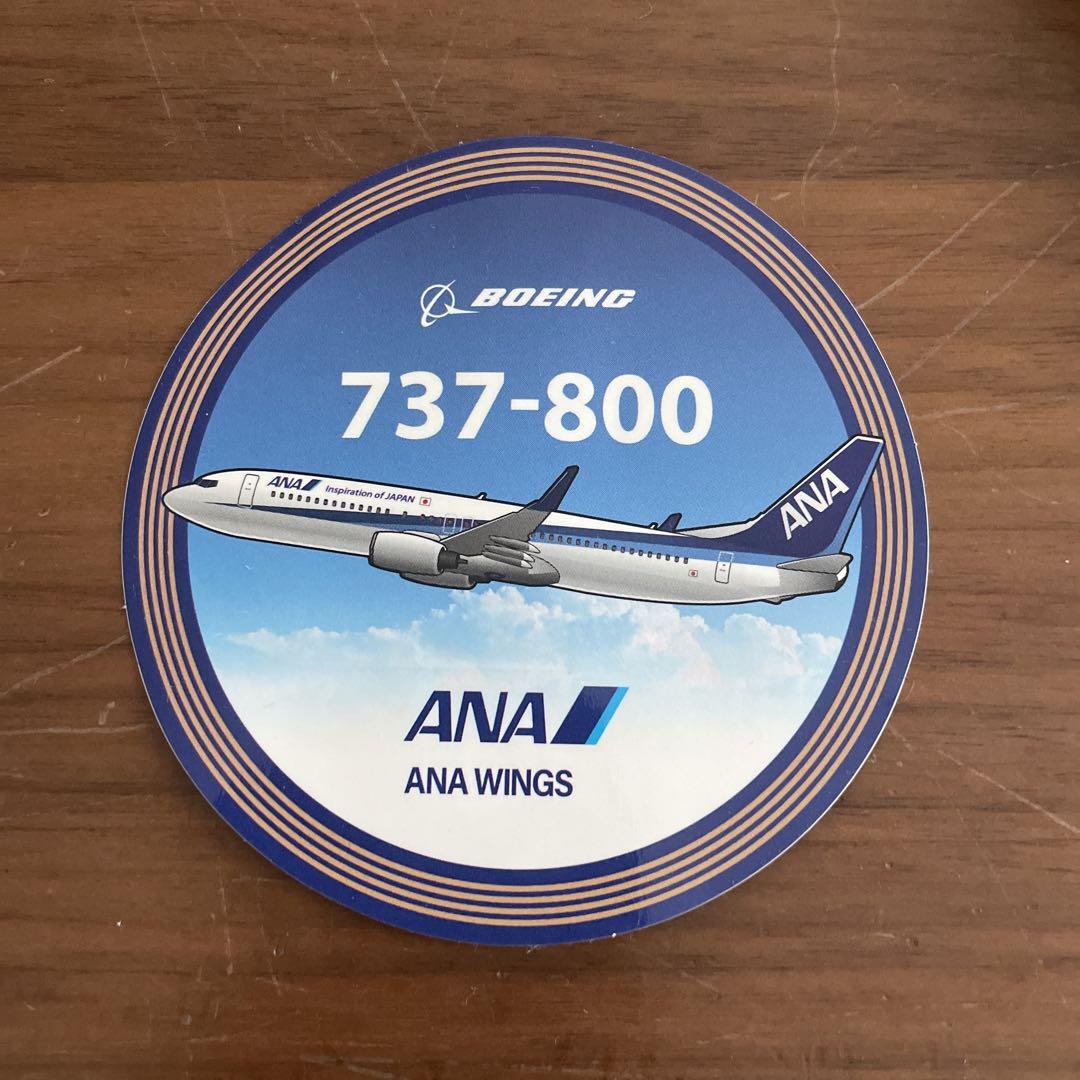 BOEING
737-800
ANA Inspiration of JAPAN
ANA
ANA
ANA WINGS